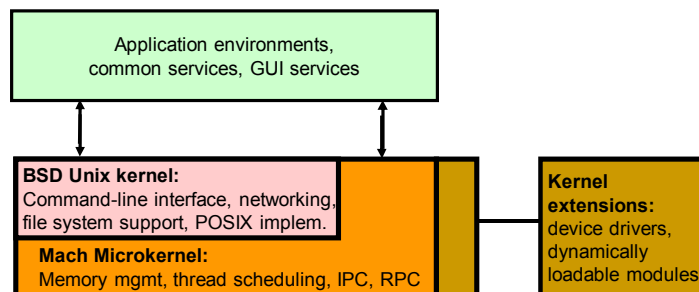 Application environments,
common services, GUI services
BSD Unix kernel:
Command-line interface, networking,
file system support, POSIX implem.
Mach Microkernel:
Memory mgmt, thread scheduling, IPC, RPC
Kernel
extensions:
device drivers,
dynamically
loadable modules